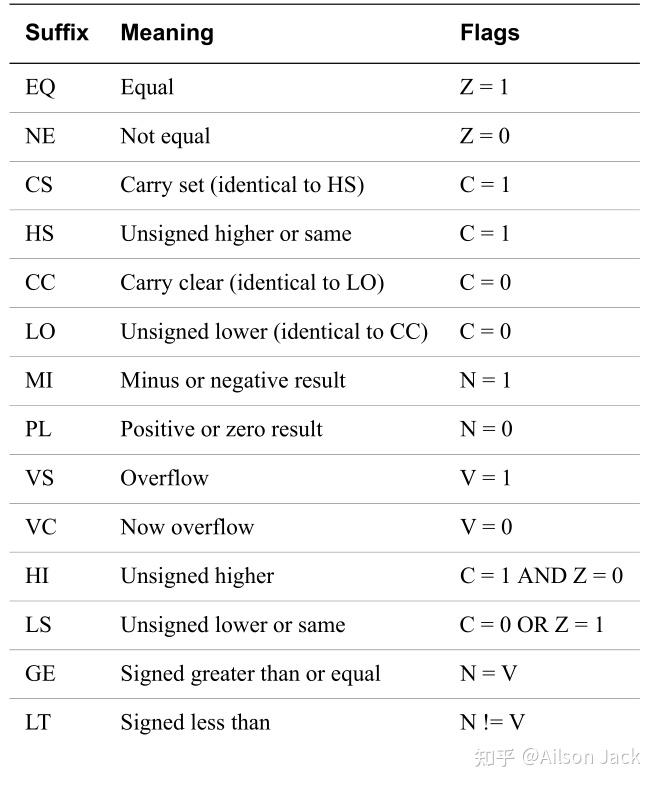 Suffix Meaning Flags
EQ Equal Z = 1
NE Not equal Z = 0
CS Carry set (identical to HS) C = 1
HS Unsigned higher or same C = 1
CC Carry clear (identical to LO) C = 0
LO Unsigned lower (identical to CC) C = 0
MI Minus or negative result N = 1
PL Positive or zero result N = 0
VS Overflow V = 1
VC Now overflow V = 0
HI Unsigned higher C = 1 AND Z = 0
LS Unsigned lower or same C = 0 OR Z = 1
GE Signed greater than or equal N = V
LT Signed less than N != V
知乎 @Ailson Jack